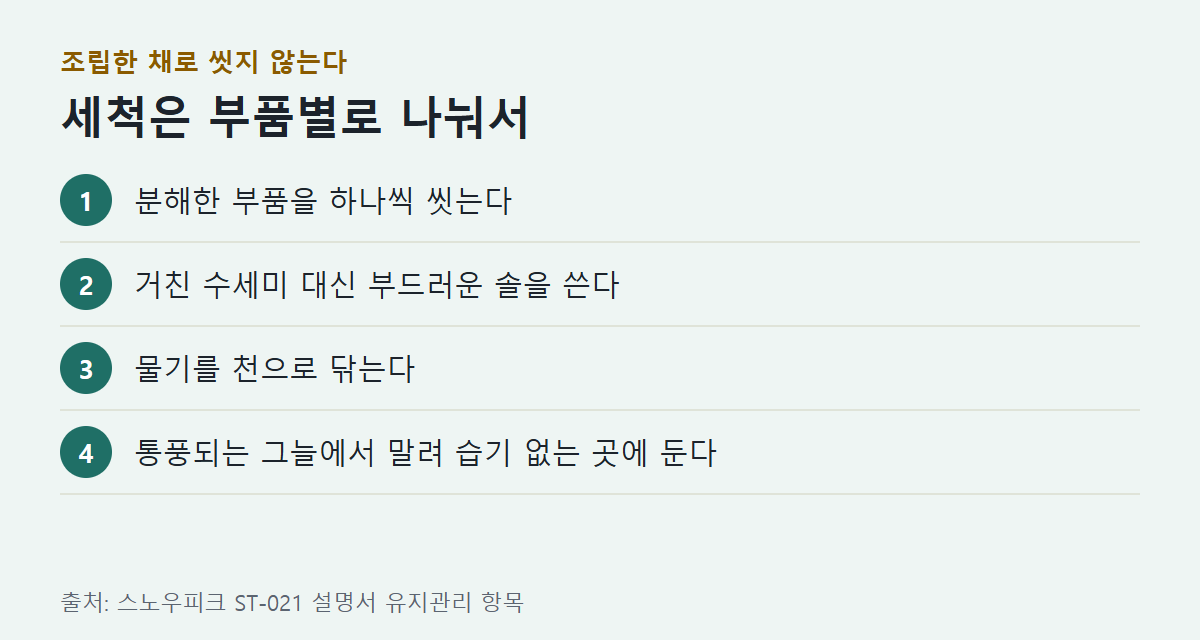 조립한 채로 씻지 않는다
세척은 부품별로 나눠서
1 분해한 부품을 하나씩 씻는다
2 거친 수세미 대신 부드러운 솔을 쓴다
3 물기를 천으로 닦는다
4 통풍되는 그늘에서 말려 습기 없는 곳에 둔다
출처: 스노우피크 ST-021 설명서 유지관리 항목